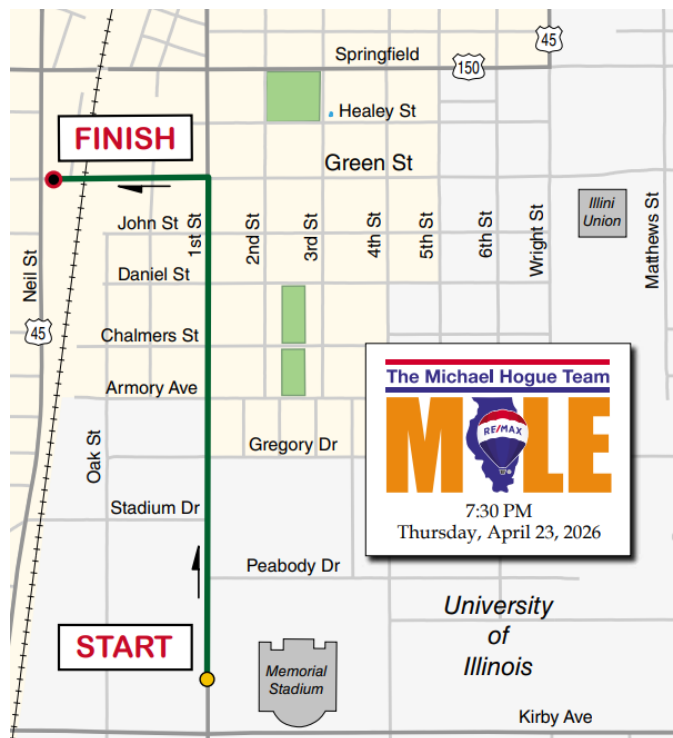 45
Springfield
150
Healey St
FINISH
Green St
Illini
Union
John St
1st St
2nd St
3rd St
4th St
5th St
6th St
Wright St
Matthews St
Neil St
Daniel St
45
Chalmers St
The Michael Hogue Team
Armory Ave
RE/MAX
M LE
Oak St
Gregory Dr
7:30 PM
Stadium Dr
Thursday, April 23, 2026
Peabody Dr
University
of
Illinois
START
Memorial
Stadium
Kirby Ave